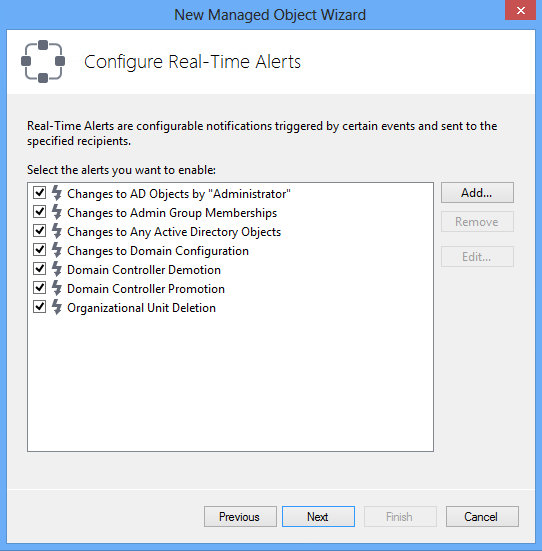 New Managed Object Wizard
Configure Real-Time Alerts
Real-Time Alerts are configurable notifications triggered by certain events and sent to the
specified recipients.
Select the alerts you want to enable:
Changes to AD Objects by "Administrator"
Changes to Admin Group Memberships
Changes to Any Active Directory Objects
Changes to Domain Configuration
Domain Controller Demotion
Domain Controller Promotion
Organizational Unit Deletion
Add...
Remove
Edit...
Previous
Next
Finish
Cancel